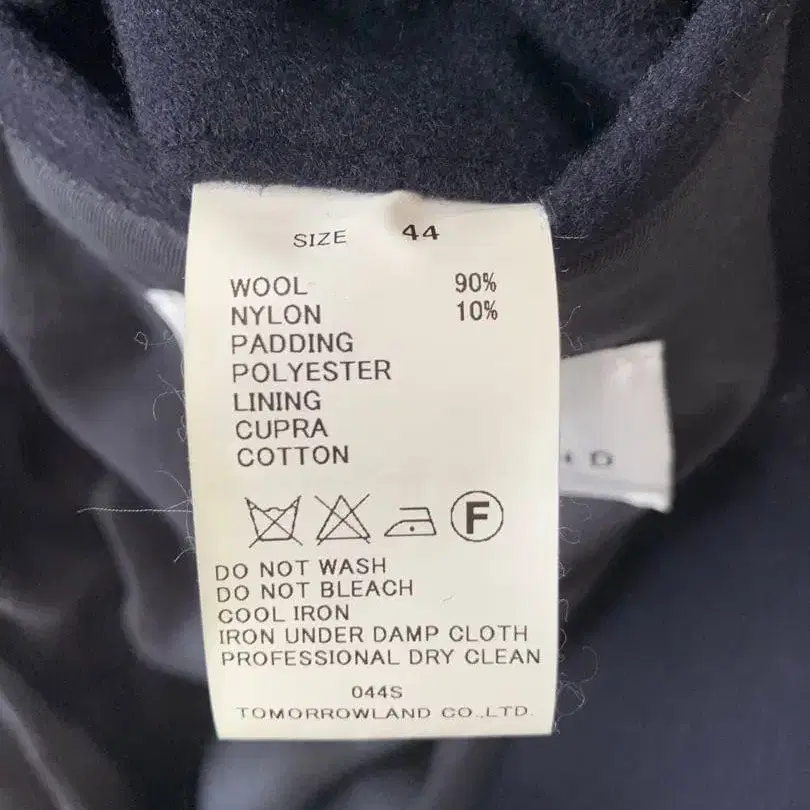 SIZE 44
WOOL 90%
NYLON 10%
PADDING
POLYESTER
LINING
CUPRA
COTTON
F
DO NOT WASH
DO NOT BLEACH
COOL IRON
IRON UNDER DAMP CLOTH
PROFESSIONAL DRY CLEAN
044S
TOMORROWLAND CO.,LTD.
D